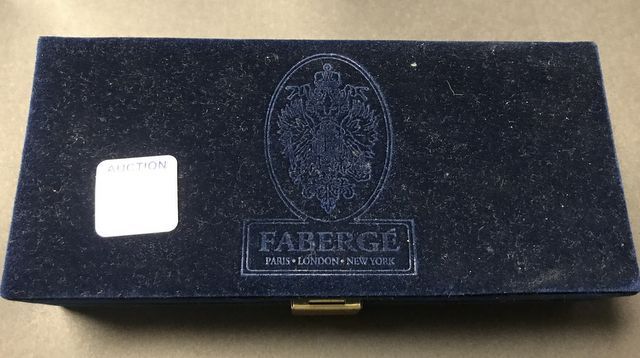 AUCTION
FABERGÉ
PARIS • LONDON • NEW YORK